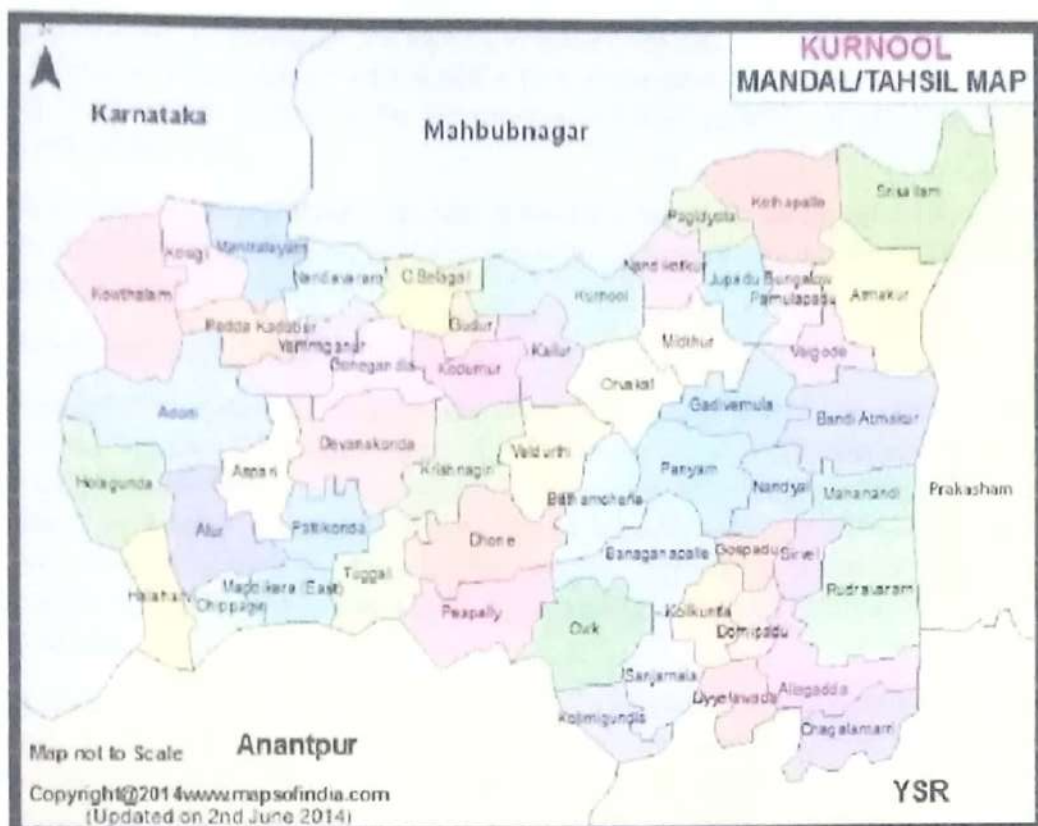 KURNOOL
MANDAL/TAHSIL MAP
Karnataka
Mahbubnagar
Srisailam
Kothapalle
Pagidyala
Kosigi
Mantralayam
Nandavaram
C Belagal
Nandikotkur
Jupadu Bungalow
Pamulapadu
Atmakur
Kowthalam
Kurnool
Pedda Kadabur
Yemmiganur
Gudur
Gonegandla
Kodumur
Kallur
Midthur
Velgode
Orvakal
Adoni
Gadivemula
Bandi Atmakur
Devanakonda
Aspari
Krishnagiri
Veldurthi
Panyam
Holagunda
Nandyal
Mahanandi
Prakasham
Bethamcherla
Alur
Pattikonda
Dhone
Banaganapalle
Gospadu
Sirvel
Tuggali
Maddikera (East)
Rudravaram
Halaharvi
Chippagiri
Peapally
Owk
Koilkuntla
Dornipadu
Sanjamala
Uyyalawada
Allagadda
Kolimigundla
Chagalamarri
Anantpur
YSR
Map not to Scale
Copyright@2014www.mapsofindia.com
(Updated on 2nd June 2014)